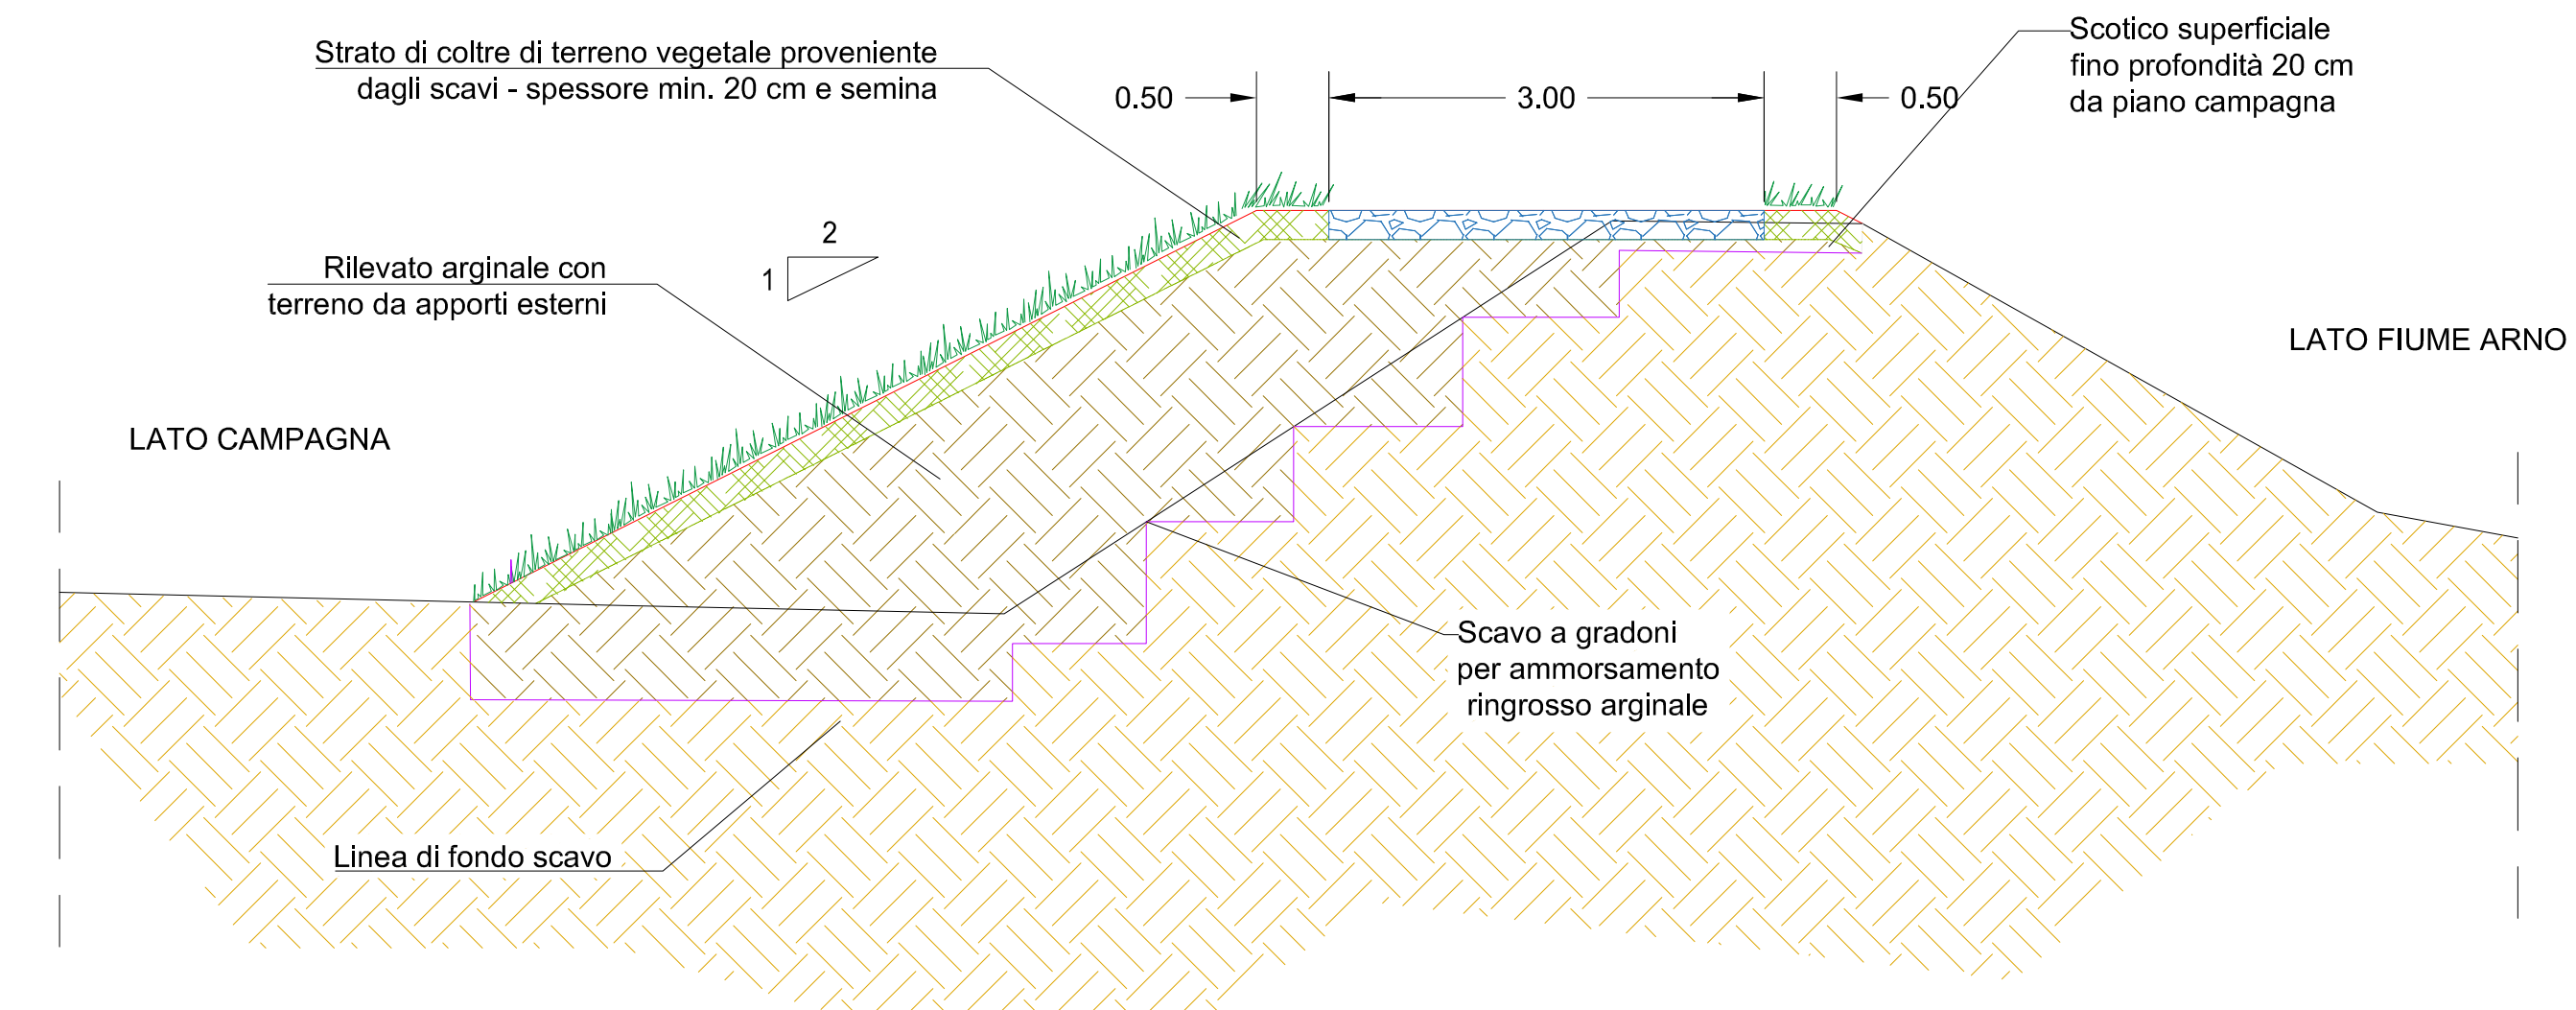 Strato di coltre di terreno vegetale proveniente
dagli scavi - spessore min. 20 cm e semina
0.50
3.00
0.50
Scotico superficiale
fino profondità 20 cm
da piano campagna
2
1
Rilevato arginale con
terreno da apporti esterni
LATO FIUME ARNO
LATO CAMPAGNA
Scavo a gradoni
per ammorsamento
ringrosso arginale
Linea di fondo scavo